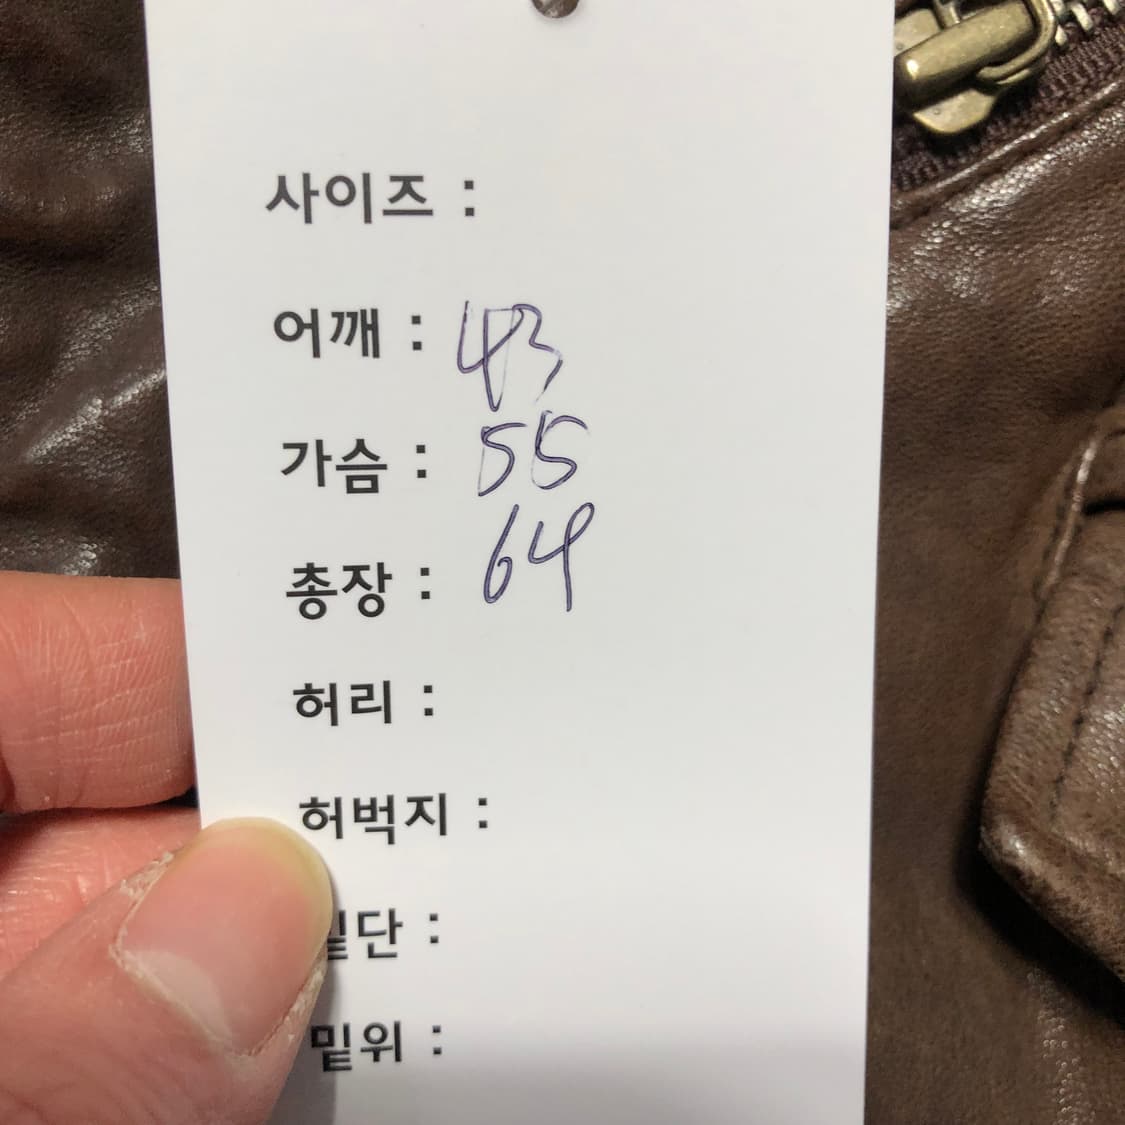 사이즈 :
어깨 : 43
가슴 : 55
총장 : 64
허리 :
허벅지 :
밑단 :
밑위 :